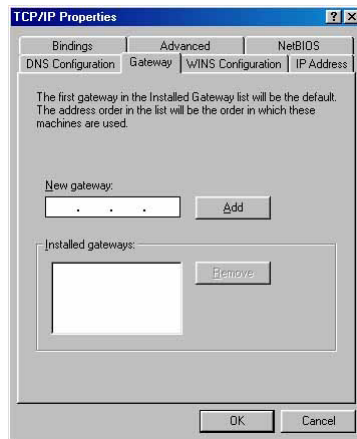 TCP/IP Properties
Bindings Advanced NetBIOS
DNS Configuration Gateway WINS Configuration IP Address
The first gateway in the Installed Gateway list will be the default.
The address order in the list will be the order in which these
machines are used.
New gateway:
. . .
Add
Installed gateways:
Remove
OK Cancel